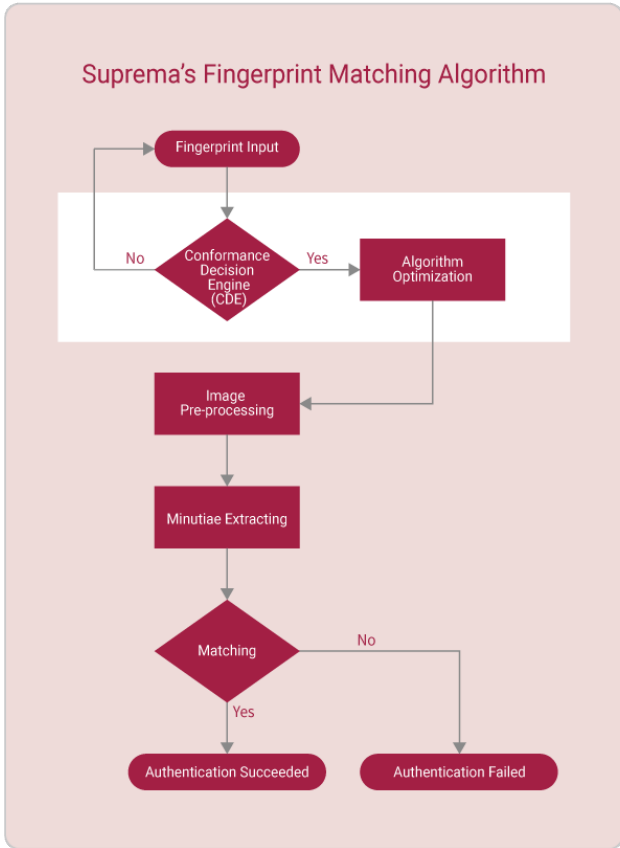 Suprema's Fingerprint Matching Algorithm
Fingerprint Input
No
Conformance
Decision
Engine
(CDE)
Yes
Algorithm
Optimization
Image
Pre-processing
Minutiae Extracting
Matching
No
Yes
Authentication Succeeded
Authentication Failed